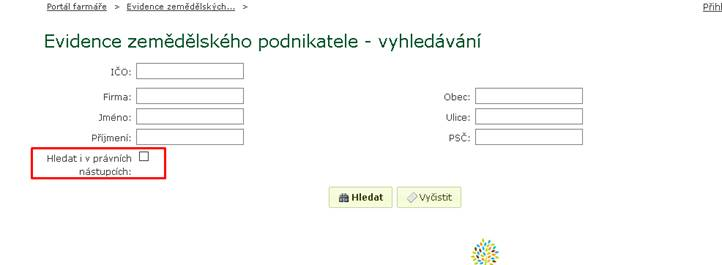 Portál farmáře > Evidence zemědělských... >
Evidence zemědělského podnikatele - vyhledávání
IČO:
Firma: Obec:
Jméno: Ulice:
Příjmení: PSČ:
Hledat i v právních
nástupcích:
Hledat Vyčistit